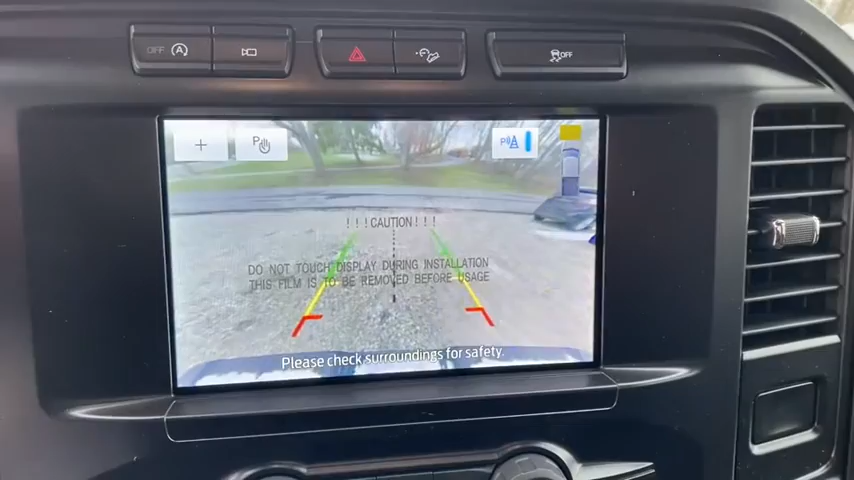 OFF A
OFF
+ P P
! ! ! CAUTION ! ! !
DO NOT TOUCH DISPLAY DURING INSTALLATION
THIS FILM IS TO BE REMOVED BEFORE USAGE
Please check surroundings for safety.